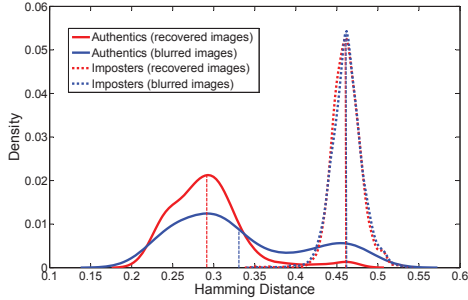 0.06
0.05
0.04
0.03
0.02
0.01
0
Density
Authentics (recovered images)
Authentics (blurred images)
Imposters (recovered images)
Imposters (blurred images)
0.1 0.15 0.2 0.25 0.3 0.35 0.4 0.45 0.5 0.55 0.6
Hamming Distance